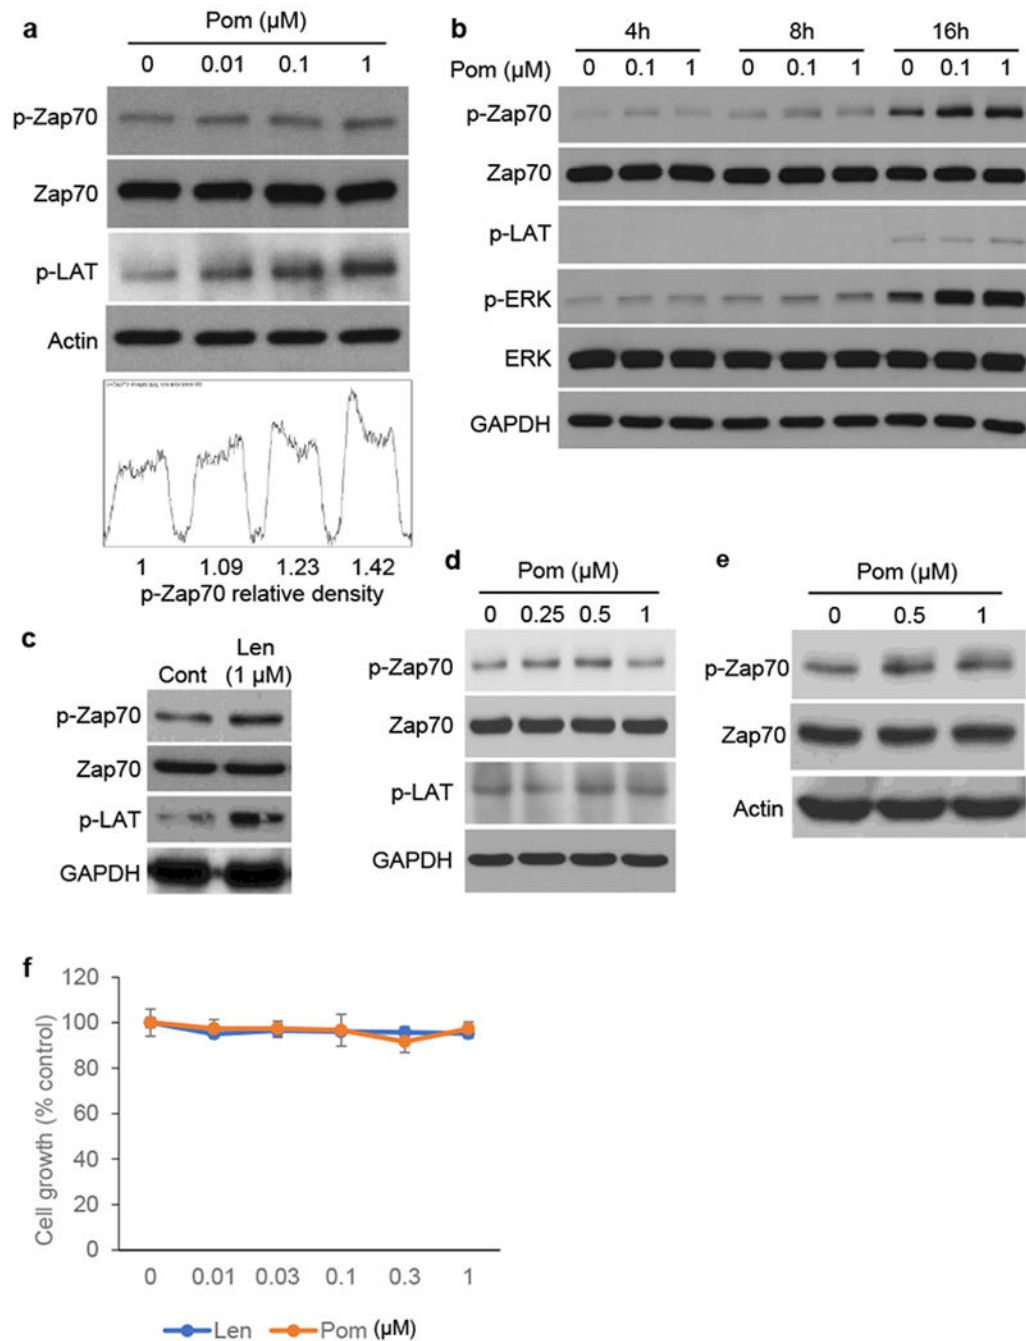 a
Pom (µM)
0 0.01 0.1 1
p-Zap70
Zap70
p-LAT
Actin
1 1.09 1.23 1.42
p-Zap70 relative density
b
4h 8h 16h
Pom (µM) 0 0.1 1 0 0.1 1 0 0.1 1
p-Zap70
Zap70
p-LAT
p-ERK
ERK
GAPDH
c
Cont Len (1 µM)
p-Zap70
Zap70
p-LAT
GAPDH
d
Pom (µM)
0 0.25 0.5 1
p-Zap70
Zap70
p-LAT
GAPDH
e
Pom (µM)
0 0.5 1
p-Zap70
Zap70
Actin
f
Cell growth (% control)
120
100
80
60
40
20
0
0 0.01 0.03 0.1 0.3 1
Len Pom (µM)